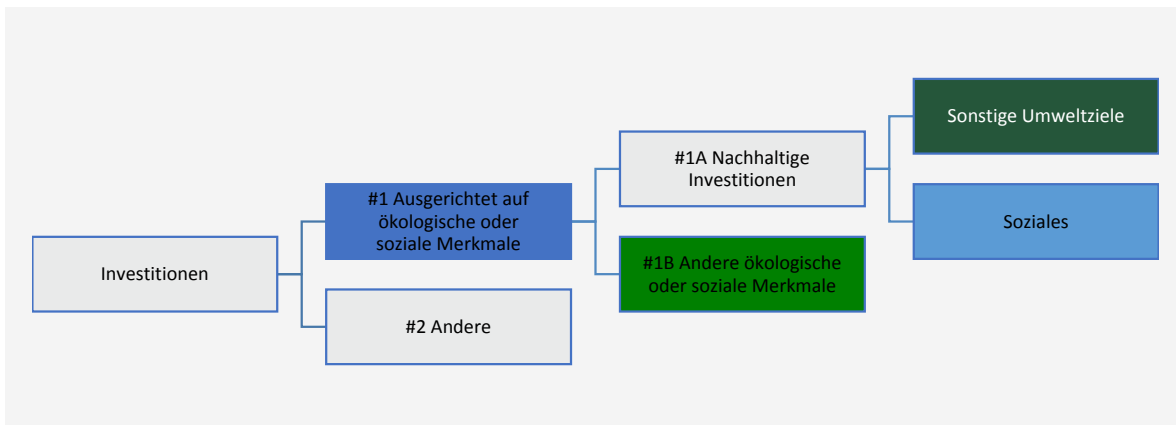 Investitionen
#1 Ausgerichtet auf
ökologische oder
soziale Merkmale
#2 Andere
#1A Nachhaltige
Investitionen
#1B Andere ökologische
oder soziale Merkmale
Sonstige Umweltziele
Soziales